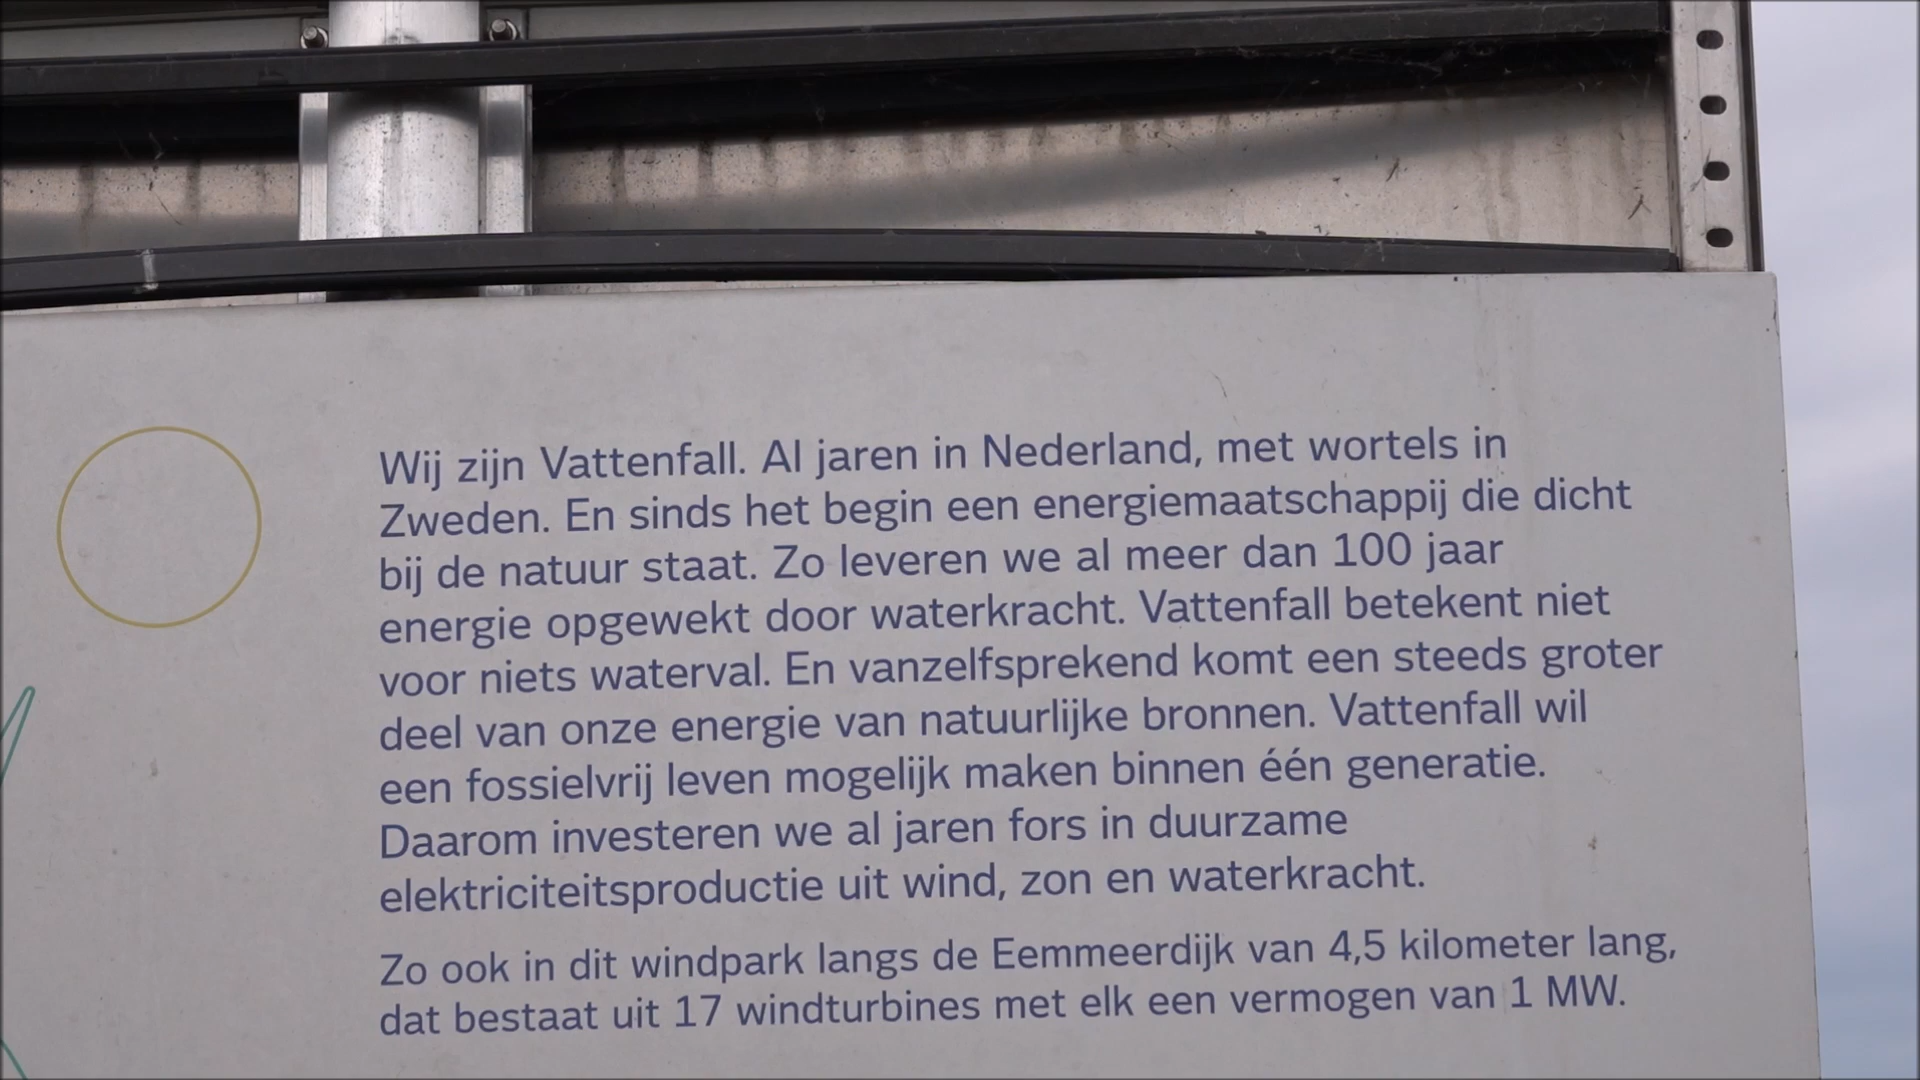 Wij zijn Vattenfall. Al jaren in Nederland, met wortels in
Zweden. En sinds het begin een energiemaatschappij die dicht
bij de natuur staat. Zo leveren we al meer dan 100 jaar
energie opgewekt door waterkracht. Vattenfall betekent niet
voor niets waterval. En vanzelfsprekend komt een steeds groter
deel van onze energie van natuurlijke bronnen. Vattenfall wil
een fossielvrij leven mogelijk maken binnen één generatie.
Daarom investeren we al jaren fors in duurzame
elektriciteitsproductie uit wind, zon en waterkracht.
Zo ook in dit windpark langs de Eemmeerdijk van 4,5 kilometer lang,
dat bestaat uit 17 windturbines met elk een vermogen van 1 MW.